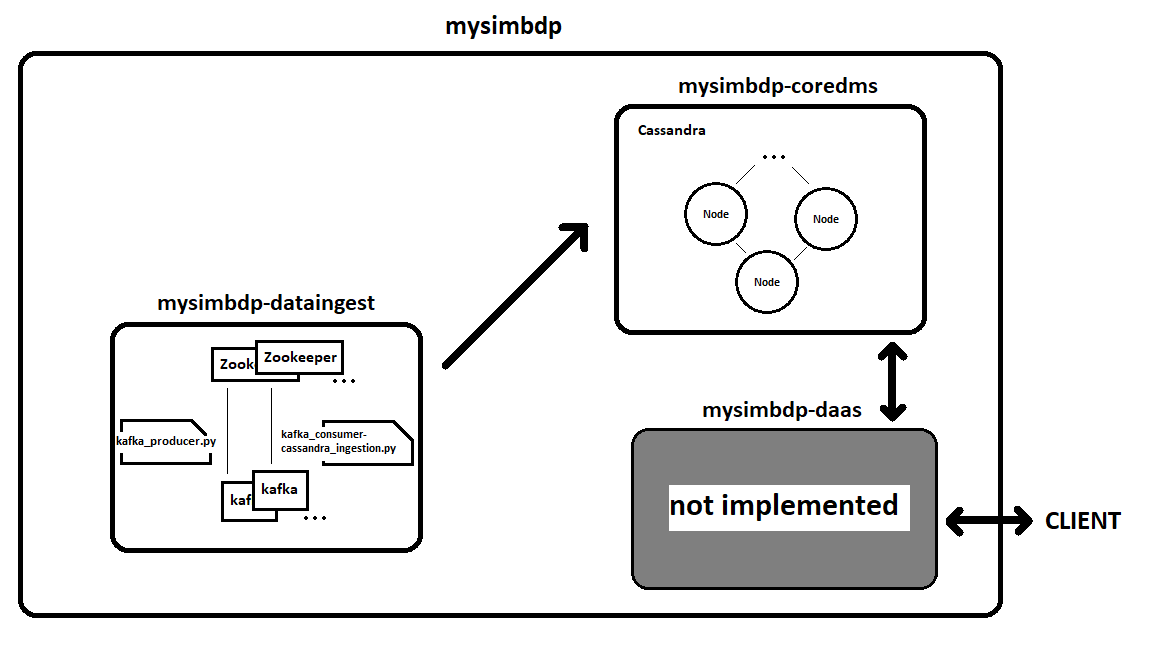 mysimbdp
mysimbdp-coredms
Cassandra
...
Node
Node
Node
mysimbdp-dataingest
Zook
Zookeeper
...
kafka_producer.py
kafka_consumer-
cassandra_ingestion.py
kaf
kafka
...
mysimbdp-daas
not implemented
CLIENT